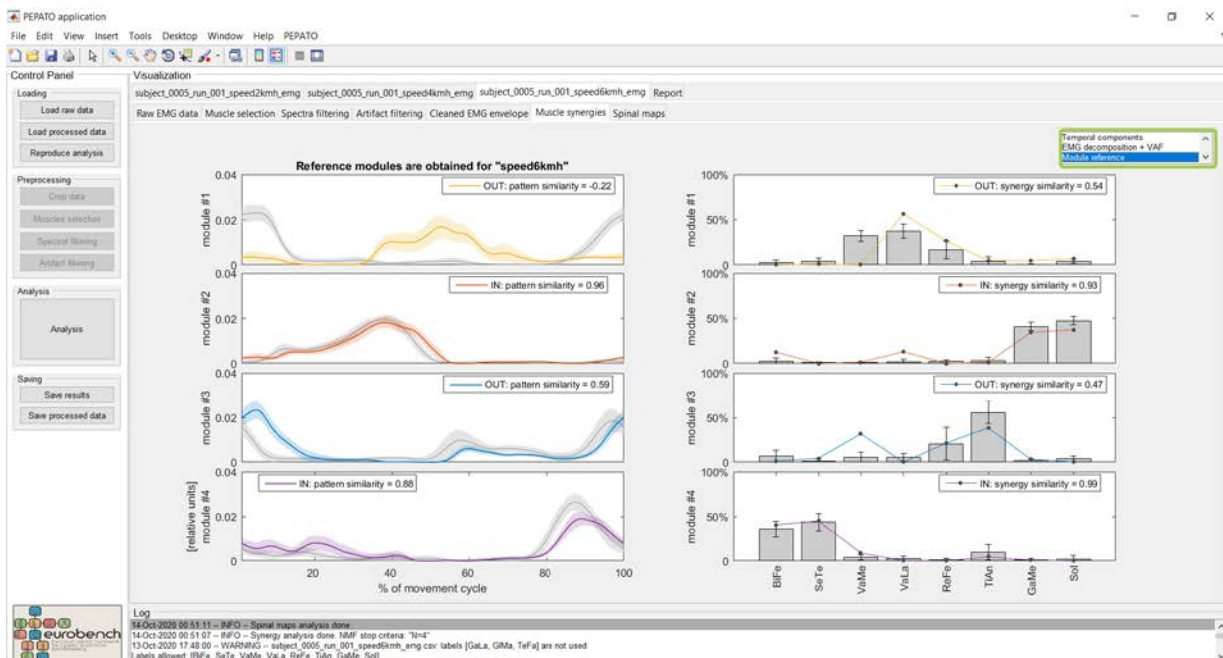 PEPATO application
File Edit View Insert Tools Desktop Window Help PEPATO
Control Panel
Loading
Load raw data
Load processed data
Reproduce analysis
Preprocessing
Crop data
Muscles selection
Spectral filtering
Artifact filtering
Analysis
Analysis
Saving
Save results
Save processed data
eurobench
Visualization
subject_0005_run_001_speed2kmh_emg subject_0005_run_001_speed4kmh_emg subject_0005_run_001_speed6kmh_emg Report
Raw EMG data Muscle selection Spectra filtering Artifact filtering Cleaned EMG envelope Muscle synergies Spinal maps
Temporal components
EMG decomposition + VAF
Module reference
Reference modules are obtained for "speed6kmh"
module #1
0.04
0.02
0
OUT: pattern similarity = -0.22
module #1
100%
50%
0
OUT: synergy similarity = 0.54
module #2
0.04
0.02
0
IN: pattern similarity = 0.96
module #2
100%
50%
0
IN: synergy similarity = 0.93
module #3
0.04
0.02
0
OUT: pattern similarity = 0.59
module #3
100%
50%
0
OUT: synergy similarity = 0.47
[relative units]
module #4
0.04
0.02
0
IN: pattern similarity = 0.88
20 40 60 80 100
% of movement cycle
module #4
100%
50%
0
IN: synergy similarity = 0.99
BiFe SeTe VaMe VaLa ReFe TiAn GaMe Sol
Log
14-Oct-2020 00:51:11 -- INFO -- Spinal maps analysis done.
14-Oct-2020 00:51:07 -- INFO -- Synergy analysis done. NMF stop criteria: "N=4"
13-Oct-2020 17:48:00 -- WARNING -- subject_0005_run_001_speed6kmh_emg.csv: labels [GaLa, GlMa, TeFa] are not used
Labels allowed: [BiFe, SeTe, VaMe, VaLa, ReFe, TiAn, GaMe, Sol]